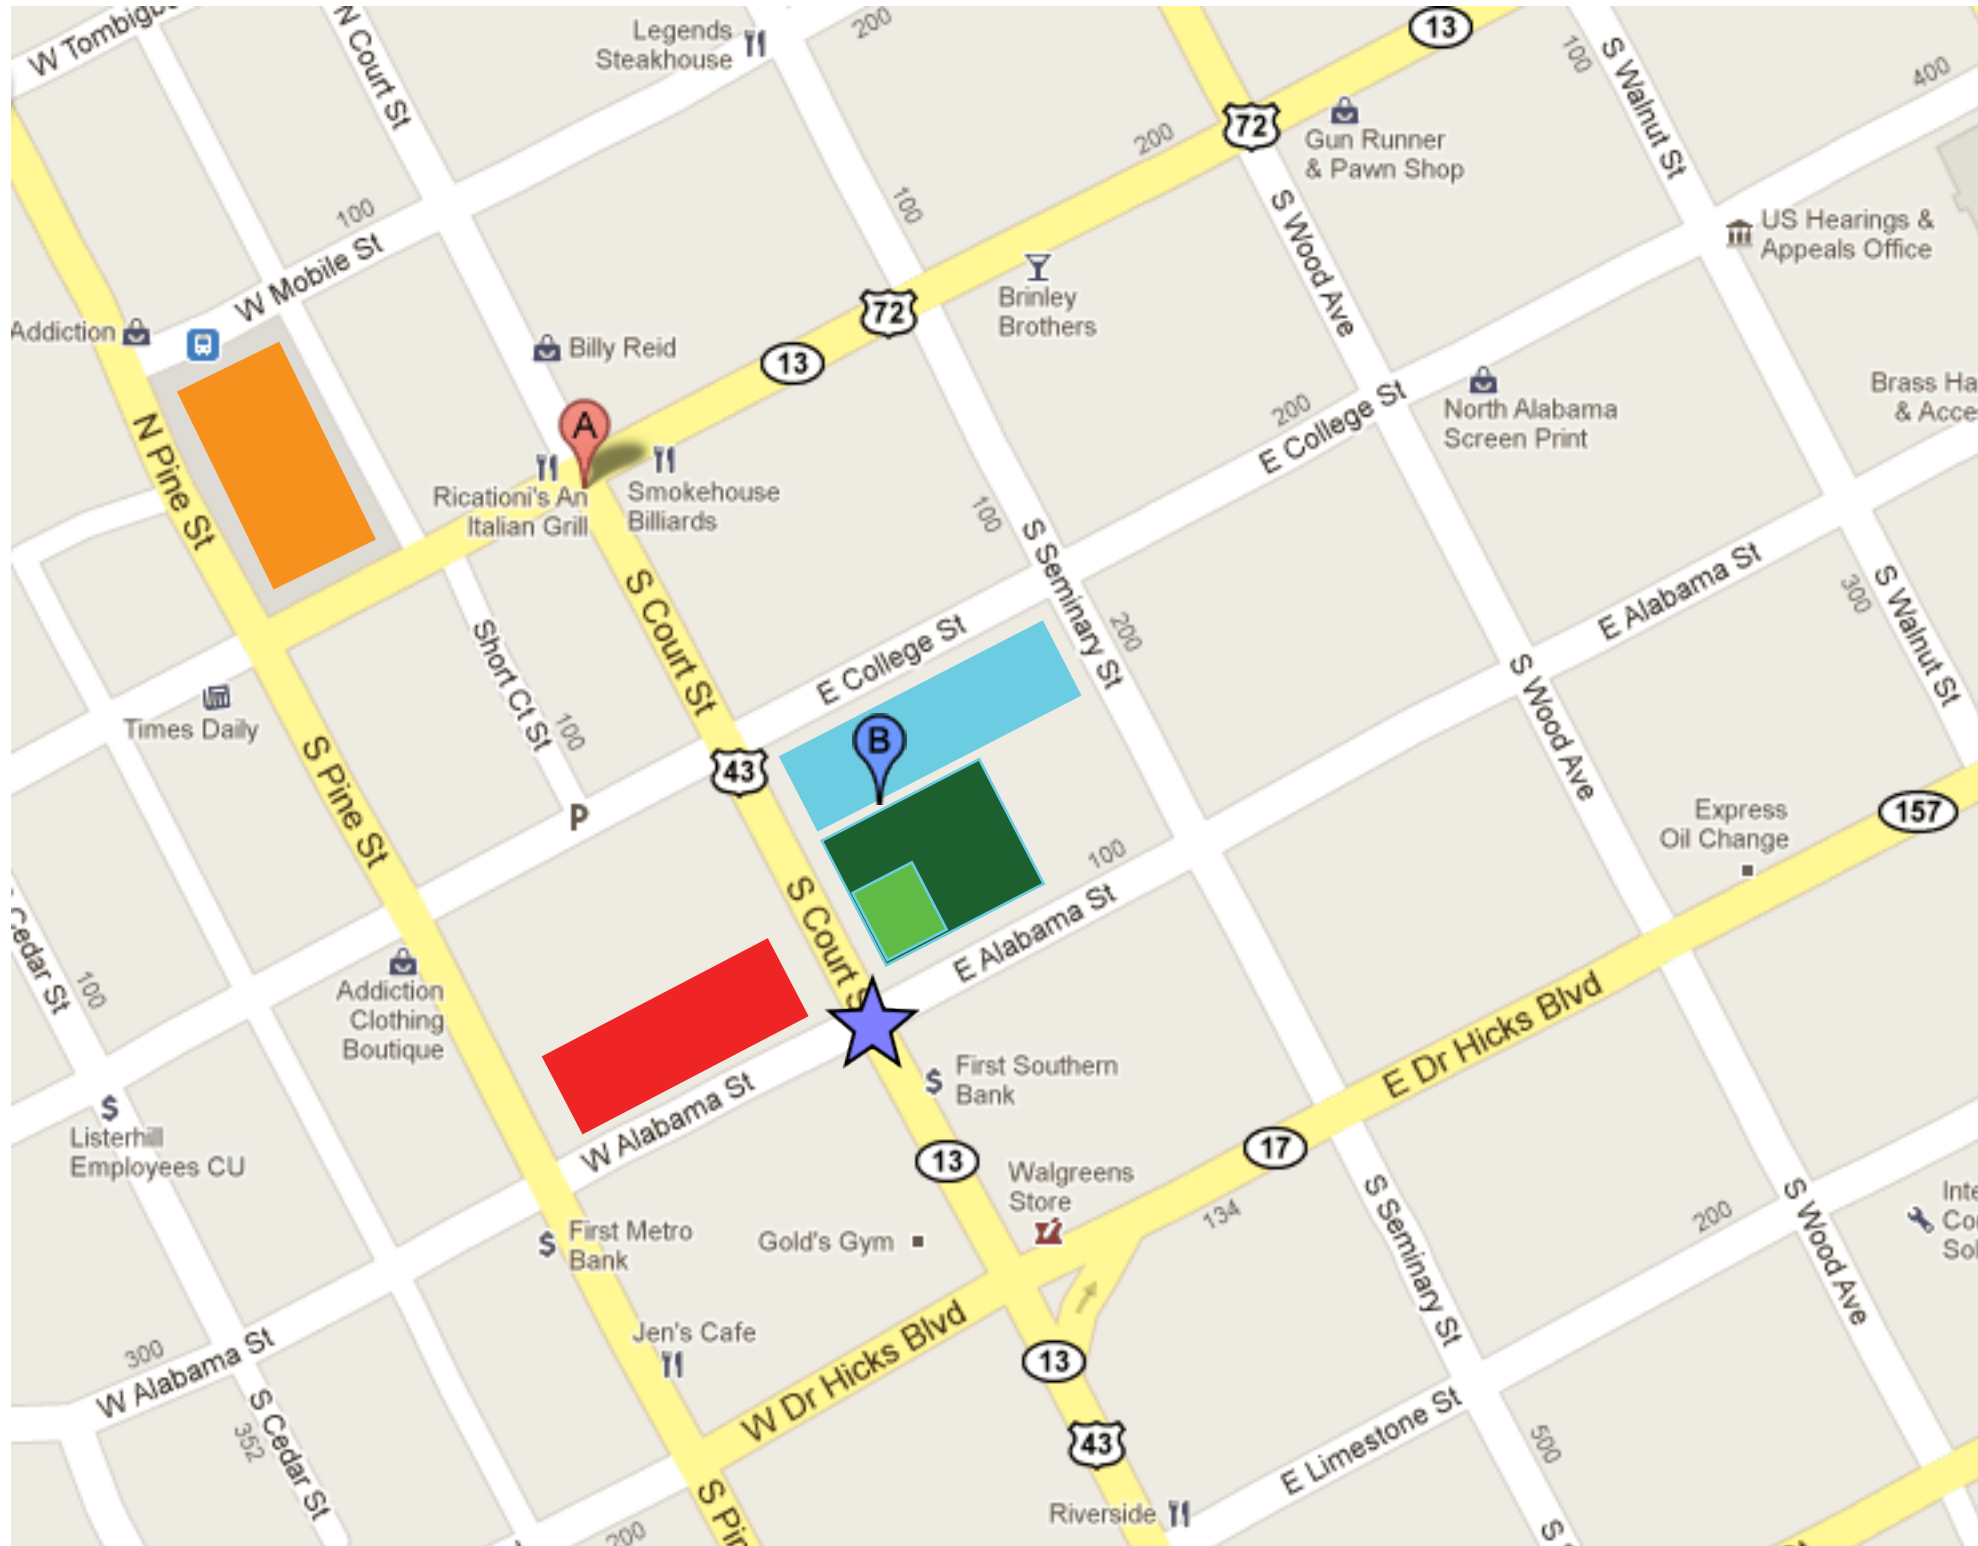 W Tombigb
N Court St
Legends
Steakhouse
200
13
100
S Walnut St
400
72
Gun Runner
& Pawn Shop
200
100
100
W Mobile St
S Wood Ave
US Hearings &
Appeals Office
Addiction
Billy Reid
72
13
Brinley
Brothers
A
200
E College St
North Alabama
Screen Print
Brass Ha
& Acce
N Pine St
Ricationi's An
Italian Grill
Smokehouse
Billiards
100
S Seminary St
E Alabama St
300
S Walnut St
S Court St
Short Ct St
100
E College St
200
S Wood Ave
Times Daily
S Pine St
43
B
P
Express
Oil Change
157
100
S Court S
E Alabama St
Cedar St
100
Addiction
Clothing
Boutique
E Dr Hicks Blvd
First Southern
Bank
W Alabama St
Listerhill
Employees CU
13
17
Walgreens
Store
134
S Seminary St
200
S Wood Ave
Inte
Co
Sol
First Metro
Bank
Gold's Gym
Jen's Cafe
W Dr Hicks Blvd
13
300
W Alabama St
S Cedar St
352
43
E Limestone St
500
S Pin
200
Riverside
S